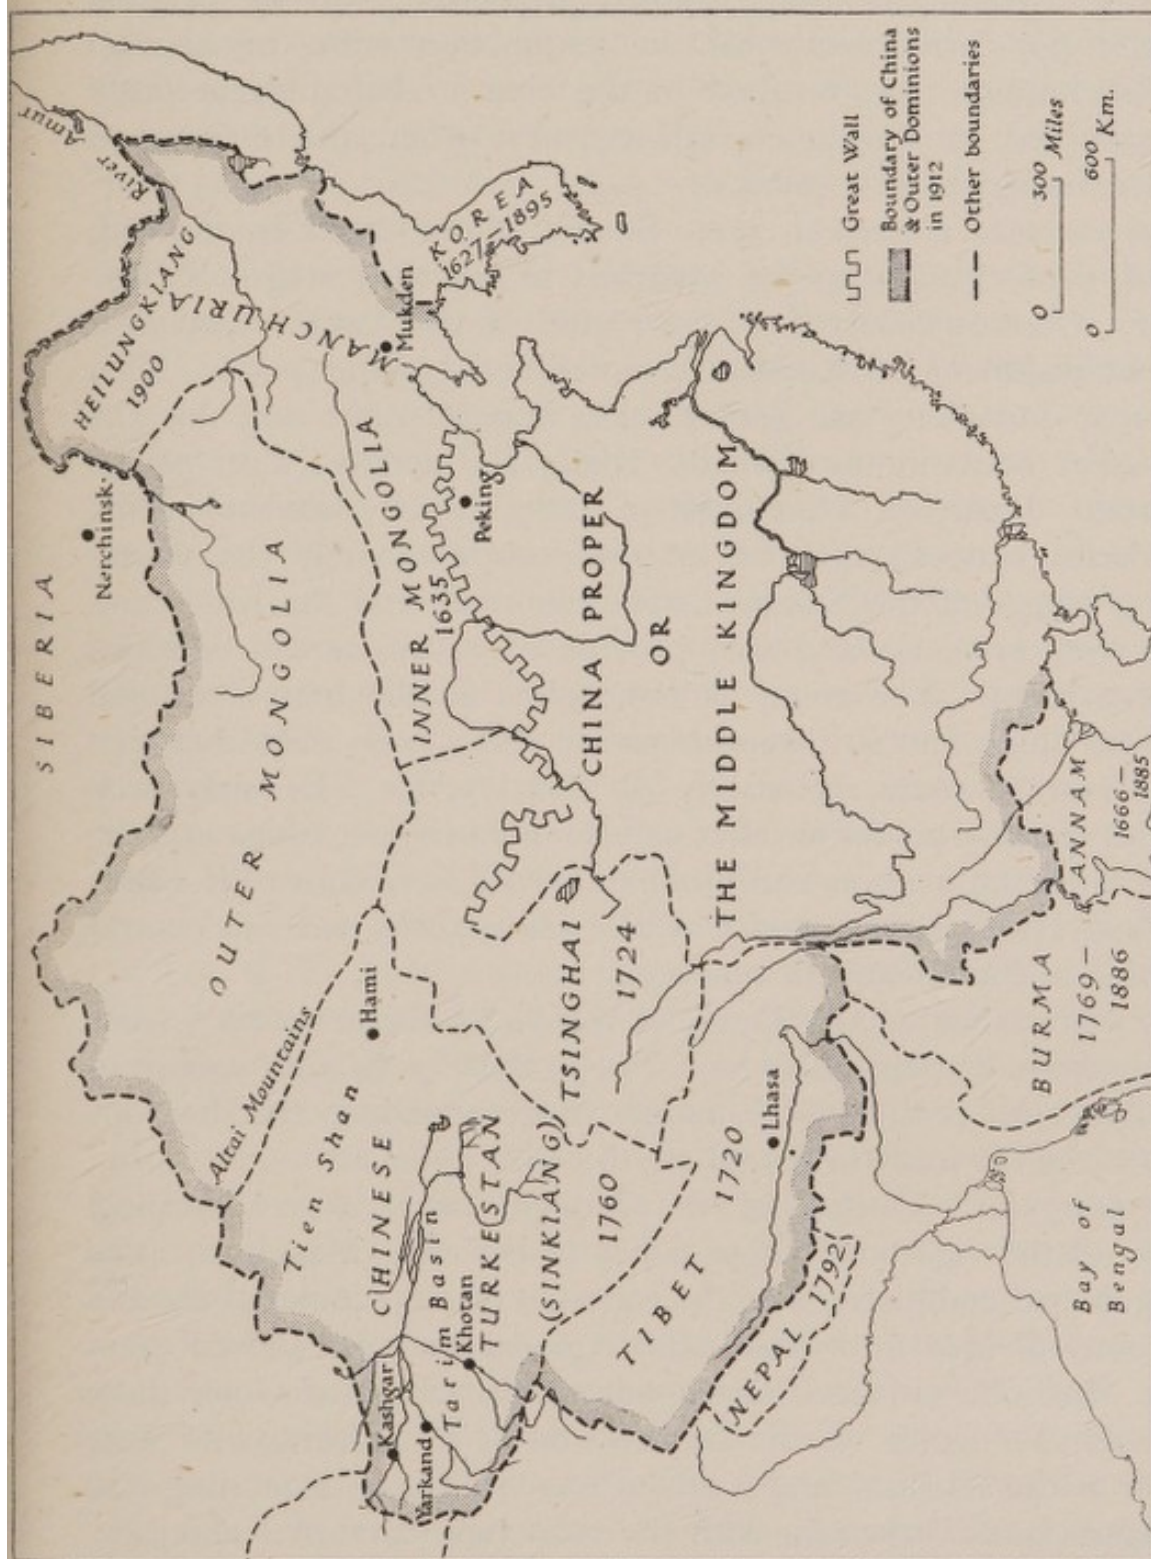 SIBERIA
River Amur
Nerchinsk
HEILUNGKIANG
1900
MANCHURIA
OUTER MONGOLIA
Altai Mountains
Mukden
KOREA
1627–1895
INNER MONGOLIA
1635
Peking
Hami
Tien Shan
CHINESE
TURKESTAN
(SINKIANG)
1760
Kashgar
Yarkand
Tarim Basin
Khotan
TSINGHAI
1724
CHINA PROPER
OR
THE MIDDLE KINGDOM
TIBET
1720
Lhasa
NEPAL 1792
BURMA
1769–
1886
ANNAM
1666–
1885
Bay of
Bengal
Great Wall
Boundary of China
& Outer Dominions
in 1912
Other boundaries
0 300 Miles
0 600 Km.